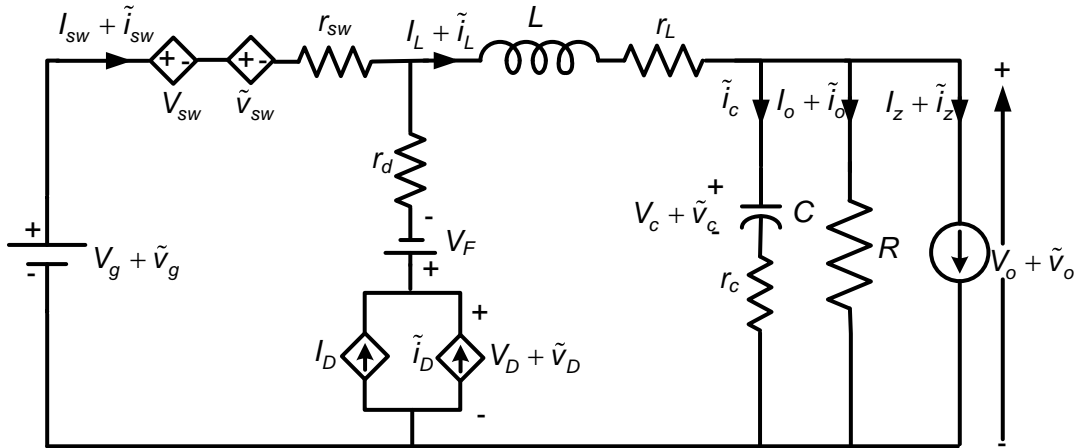 I_sw + ĩ_sw
+ -
V_sw
+ -
ṽ_sw
r_sw
I_L + ĩ_L
L
r_L
ĩ_c
I_o + ĩ_o
I_z + ĩ_z
+
r_d
-
V_F
+
+
V_c + ṽ_c
-
C
r_c
R
V_o + ṽ_o
+
-
V_g + ṽ_g
I_D
ĩ_D
+
V_D + ṽ_D
-
-